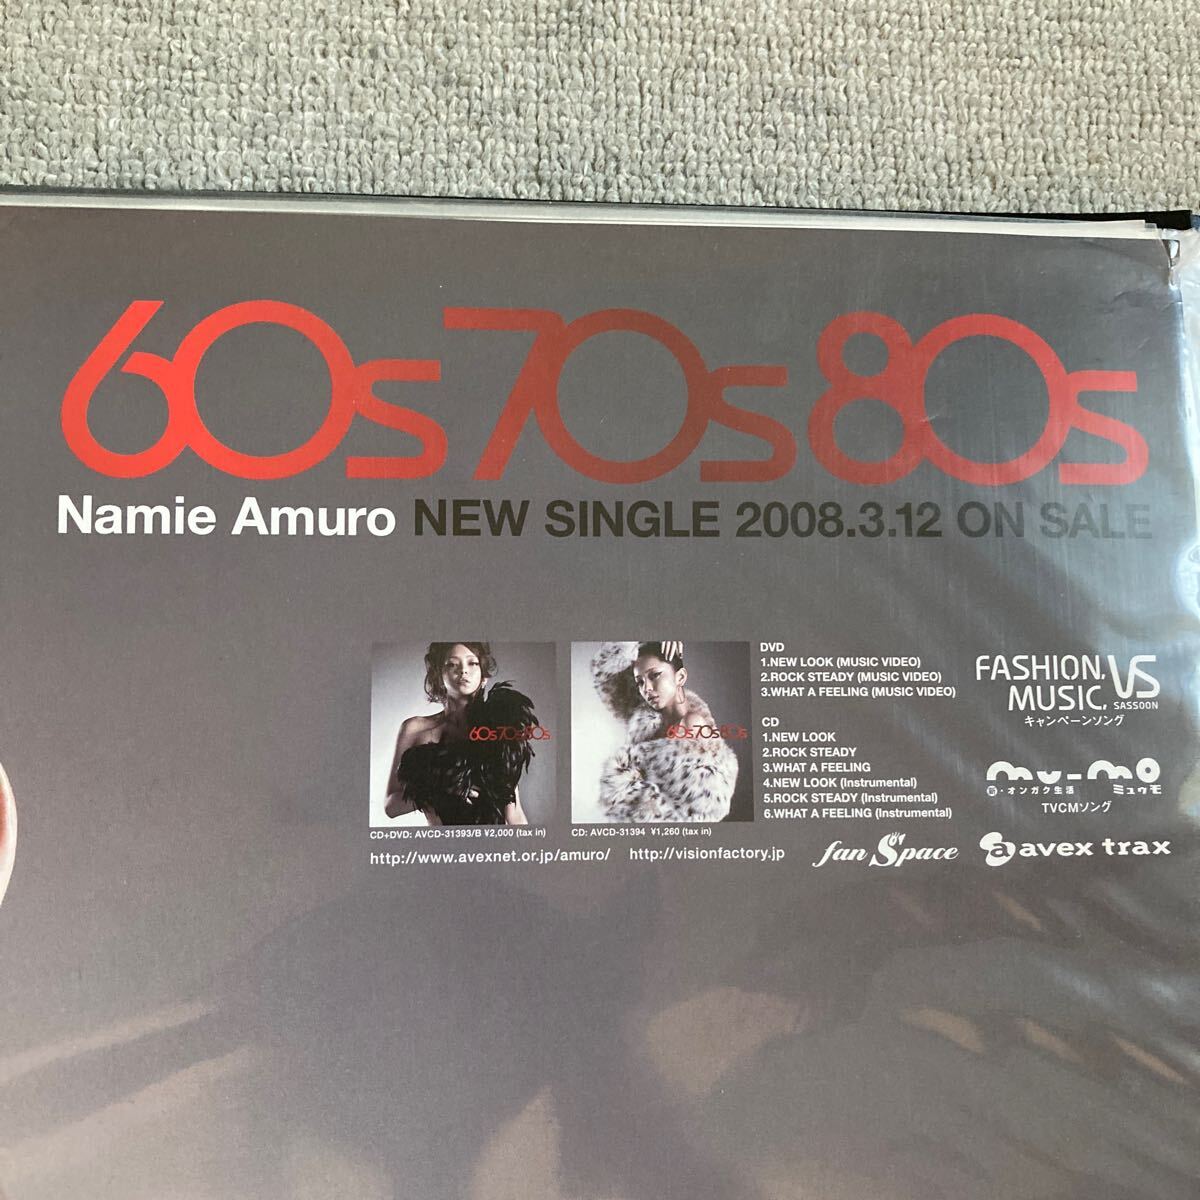 60s 70s 80s
Namie Amuro NEW SINGLE 2008.3.12 ON SALE
60s70s80s
CD+DVD: AVCD-31393/B ¥2,000 (tax in)
60s70s80s
CD: AVCD-31394 ¥1,260 (tax in)
http://www.avexnet.or.jp/amuro/ http://visionfactory.jp
DVD
1.NEW LOOK (MUSIC VIDEO)
2.ROCK STEADY (MUSIC VIDEO)
3.WHAT A FEELING (MUSIC VIDEO)
CD
1.NEW LOOK
2.ROCK STEADY
3.WHAT A FEELING
4.NEW LOOK (Instrumental)
5.ROCK STEADY (Instrumental)
6.WHAT A FEELING (Instrumental)
fan Space
FASHION,
MUSIC,
VS
SASSOON
キャンペーンソング
mu-mo
新・オンガク生活 ミュゥモ
TVCMソング
avex trax